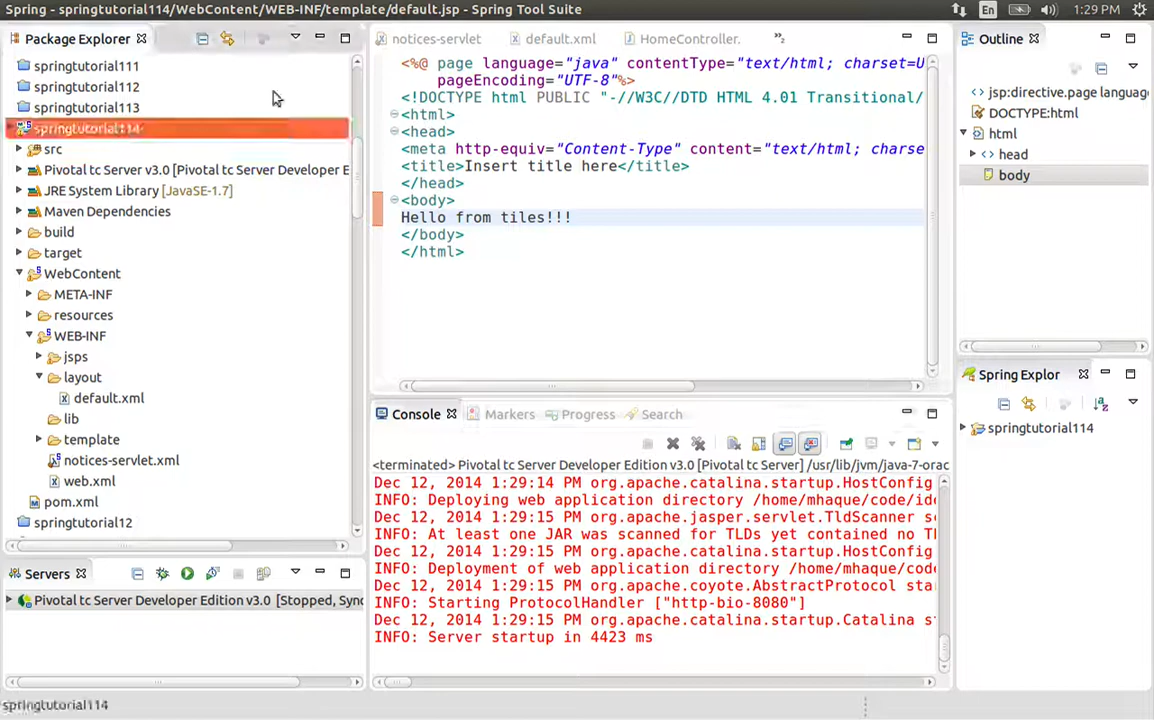 Spring - springtutorial114/WebContent/WEB-INF/template/default.jsp - Spring Tool Suite
En
1:29 PM
Package Explorer
springtutorial111
springtutorial112
springtutorial113
springtutorial114
src
Pivotal tc Server v3.0 [Pivotal tc Server Developer E
JRE System Library [JavaSE-1.7]
Maven Dependencies
build
target
WebContent
META-INF
resources
WEB-INF
jsps
layout
default.xml
lib
template
notices-servlet.xml
web.xml
pom.xml
springtutorial12
notices-servlet
default.xml
HomeController.
<%@ page language="java" contentType="text/html; charset=U
pageEncoding="UTF-8"%>
<!DOCTYPE html PUBLIC "-//W3C//DTD HTML 4.01 Transitional/
<html>
<head>
<meta http-equiv="Content-Type" content="text/html; charse
<title>Insert title here</title>
</head>
<body>
Hello from tiles!!!
</body>
</html>
Outline
jsp:directive.page language
DOCTYPE:html
html
head
body
Spring Explor
springtutorial114
Servers
Pivotal tc Server Developer Edition v3.0 [Stopped, Sync
Console
Markers
Progress
Search
<terminated> Pivotal tc Server Developer Edition v3.0 [Pivotal tc Server] /usr/lib/jvm/java-7-orac
Dec 12, 2014 1:29:14 PM org.apache.catalina.startup.HostConfig
INFO: Deploying web application directory /home/mhaque/code/ide
Dec 12, 2014 1:29:15 PM org.apache.jasper.servlet.TldScanner s
INFO: At least one JAR was scanned for TLDs yet contained no TL
Dec 12, 2014 1:29:15 PM org.apache.catalina.startup.HostConfig
INFO: Deployment of web application directory /home/mhaque/code
Dec 12, 2014 1:29:15 PM org.apache.coyote.AbstractProtocol star
INFO: Starting ProtocolHandler ["http-bio-8080"]
Dec 12, 2014 1:29:15 PM org.apache.catalina.startup.Catalina st
INFO: Server startup in 4423 ms
springtutorial114